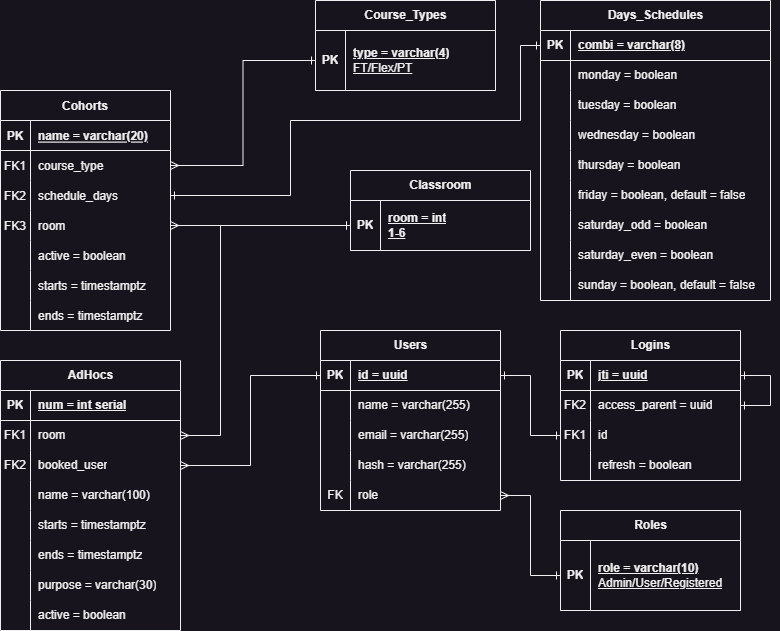 Course_Types
PK type = varchar(4)
FT/Flex/PT
Days_Schedules
PK combi = varchar(8)
monday = boolean
tuesday = boolean
wednesday = boolean
thursday = boolean
friday = boolean, default = false
saturday_odd = boolean
saturday_even = boolean
sunday = boolean, default = false
Cohorts
PK name = varchar(20)
FK1 course_type
FK2 schedule_days
FK3 room
active = boolean
starts = timestamptz
ends = timestamptz
Classroom
PK room = int
1-6
AdHocs
PK num = int serial
FK1 room
FK2 booked_user
name = varchar(100)
starts = timestamptz
ends = timestamptz
purpose = varchar(30)
active = boolean
Users
PK id = uuid
name = varchar(255)
email = varchar(255)
hash = varchar(255)
FK role
Logins
PK jti = uuid
FK2 access_parent = uuid
FK1 id
refresh = boolean
Roles
PK role = varchar(10)
Admin/User/Registered